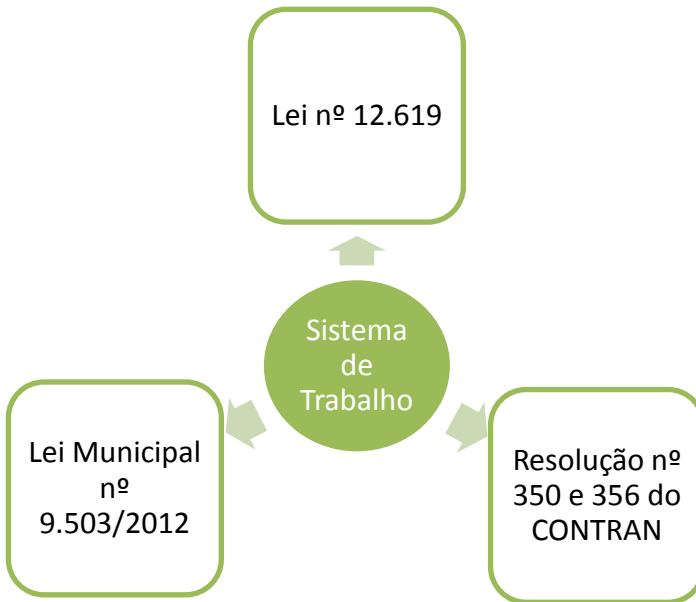 Lei nº 12.619
Sistema
de
Trabalho
Lei Municipal
nº
9.503/2012
Resolução nº
350 e 356 do
CONTRAN